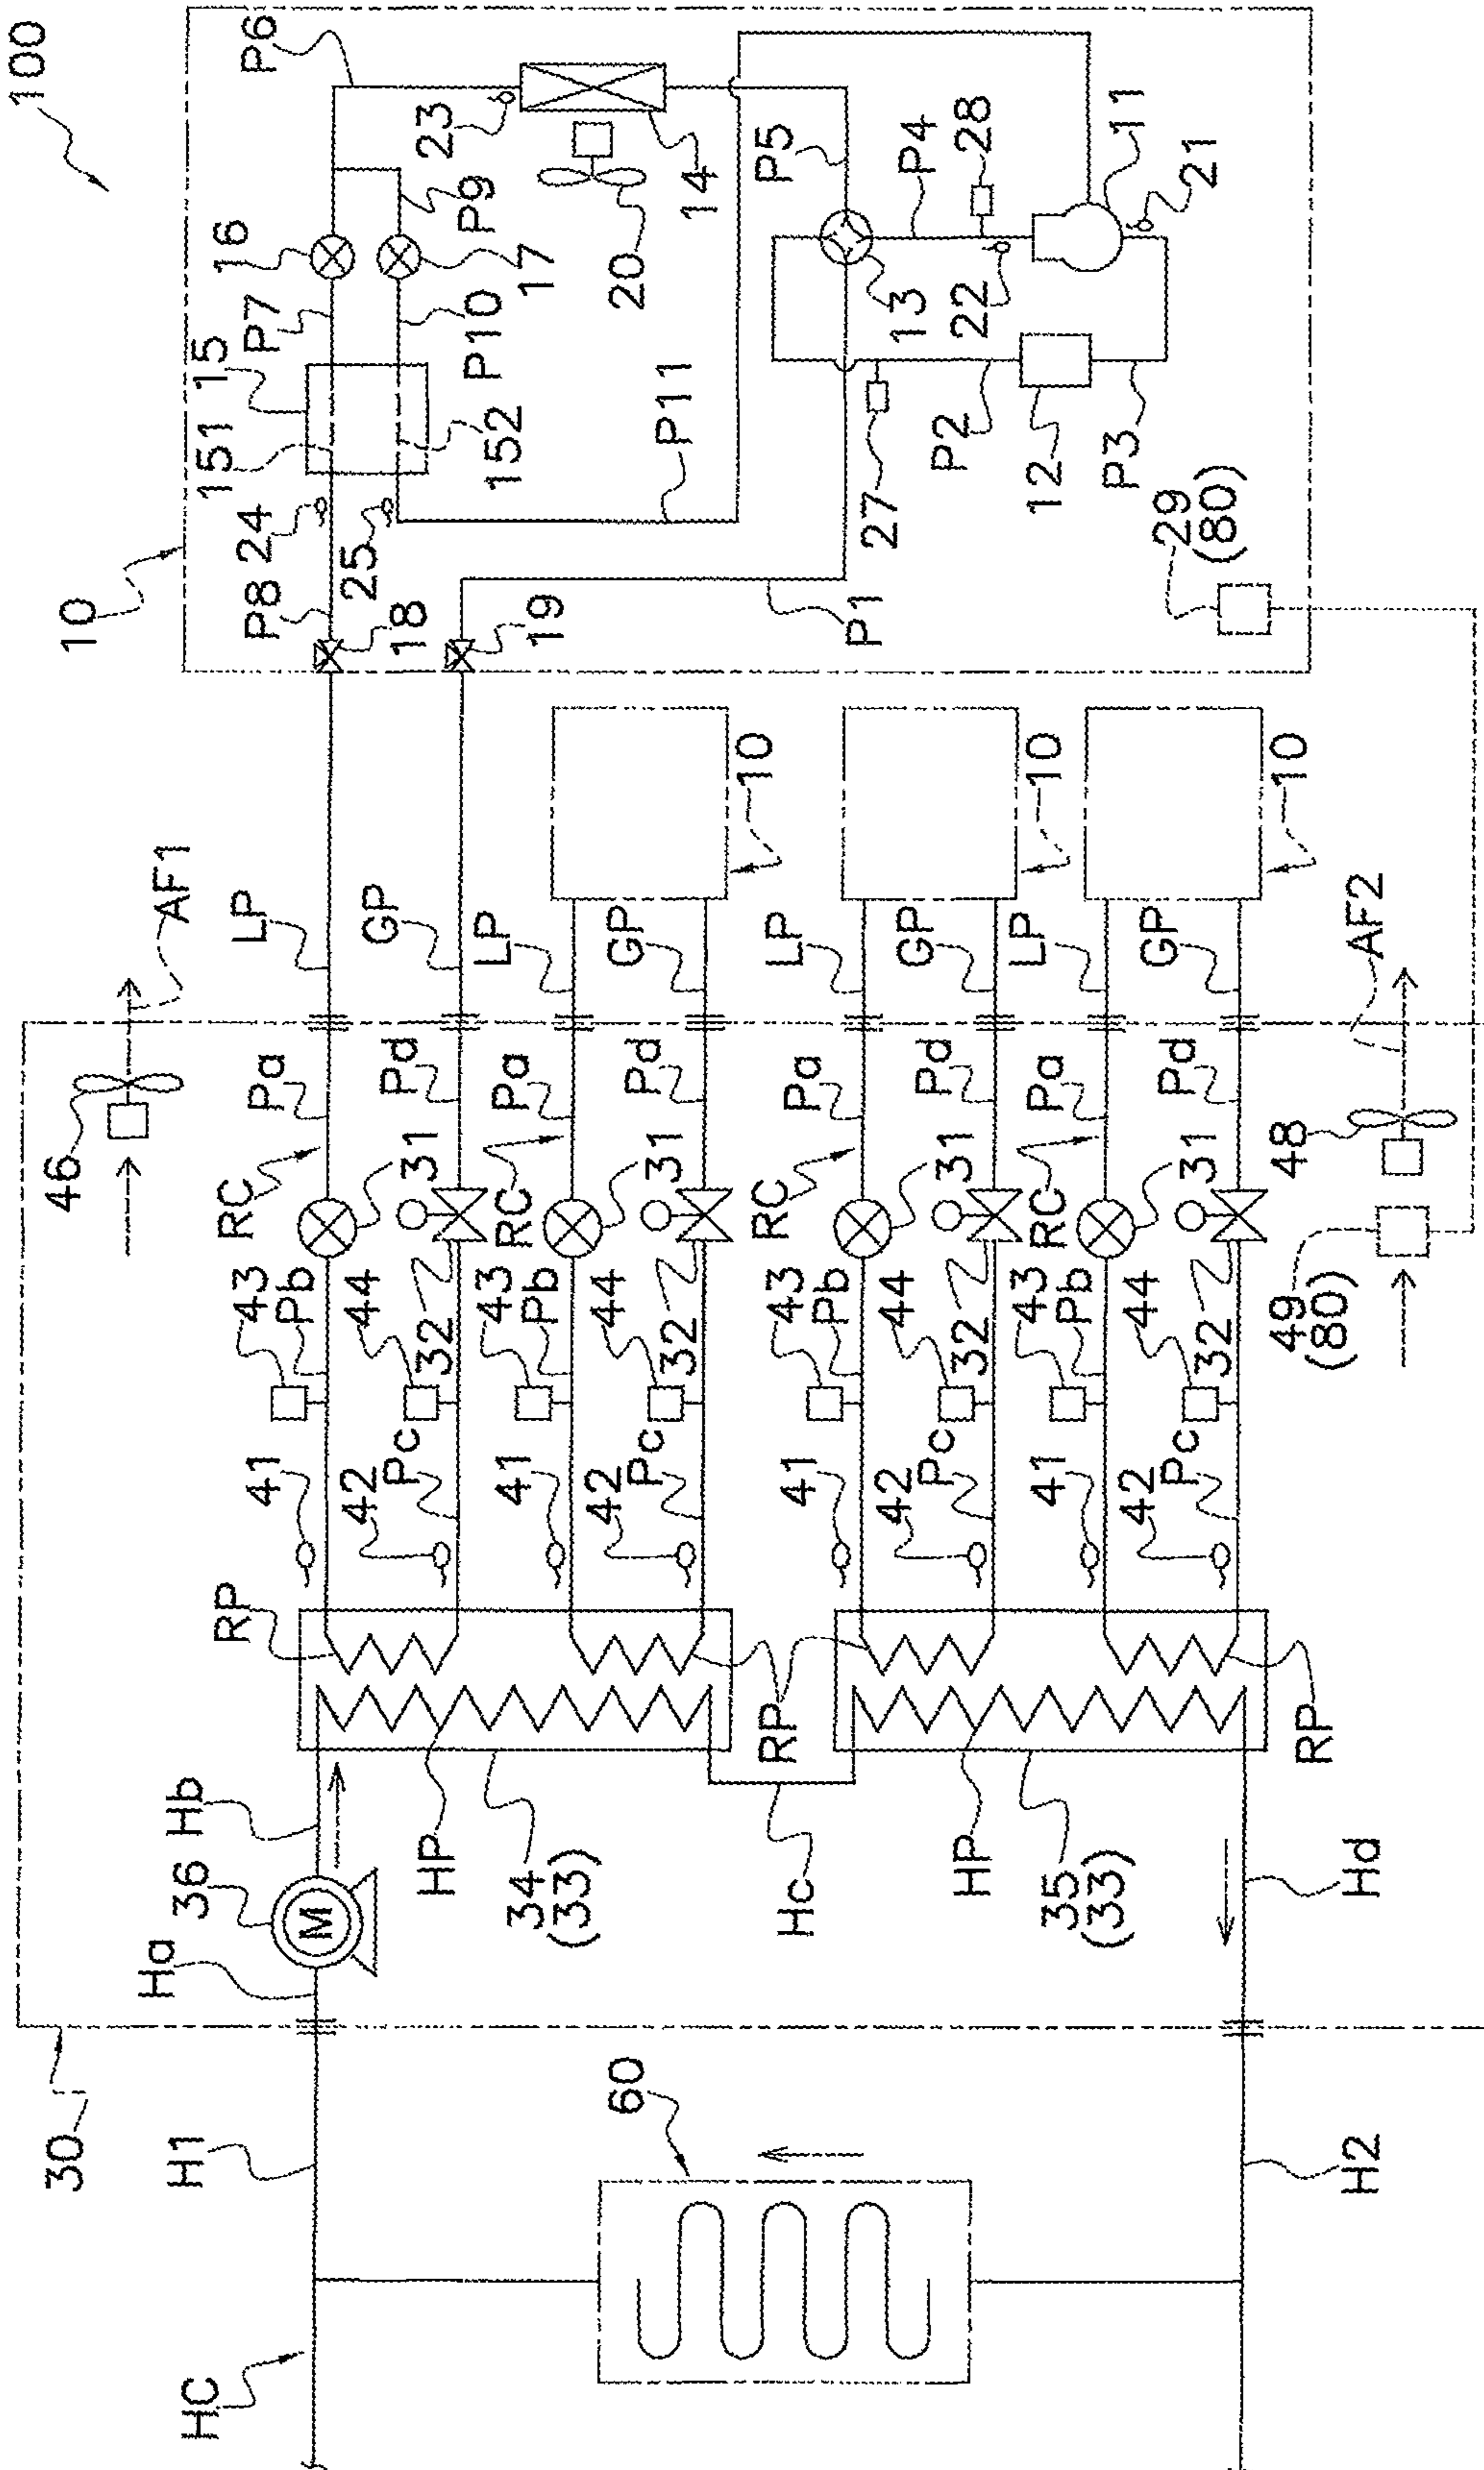 100
10
P6
23
P9
14
20
16
17
P7
P10
15
151
152
24
25
P8
18
19
P11
P1
P5
P4
28
11
21
13
22
27
P2
12
P3
29
(80)
10
10
10
AF1
LP
GP
LP
GP
LP
GP
LP
GP
AF2
46
Pa
Pd
Pa
Pd
Pa
Pd
Pa
Pd
48
RC
31
RC
31
RC
31
RC
31
49
(80)
43
Pb
44
32
43
Pb
44
32
43
Pb
44
32
43
Pb
44
32
41
42
Pc
41
42
Pc
41
42
Pc
41
42
Pc
RP
RP
RP
36
M
Hb
Ha
HP
34
(33)
Hc
HP
35
(33)
Hd
30
H1
60
H2
HC